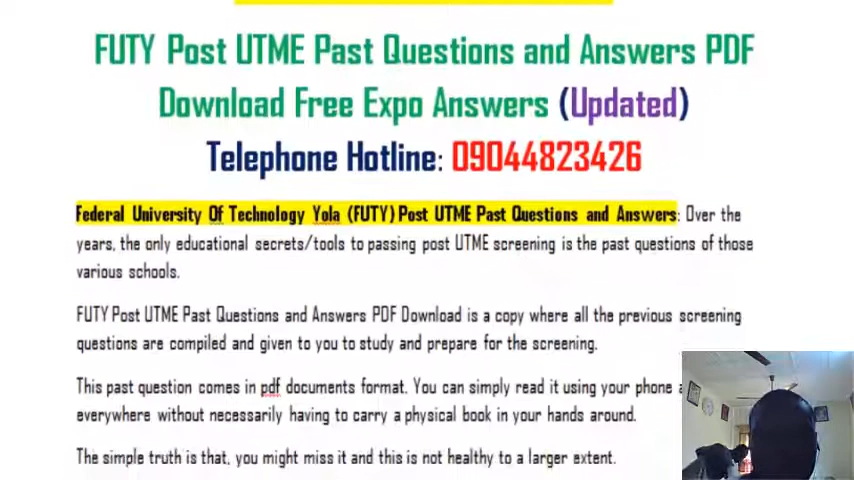 FUTY Post UTME Past Questions and Answers PDF
Download Free Expo Answers (Updated)
Telephone Hotline: 09044823426
Federal University Of Technology Yola (FUTY) Post UTME Past Questions and Answers: Over the
years, the only educational secrets/tools to passing post UTME screening is the past questions of those
various schools.
FUTY Post UTME Past Questions and Answers PDF Download is a copy where all the previous screening
questions are compiled and given to you to study and prepare for the screening.
This past question comes in pdf documents format. You can simply read it using your phone
everywhere without necessarily having to carry a physical book in your hands around.
The simple truth is that, you might miss it and this is not healthy to a larger extent.